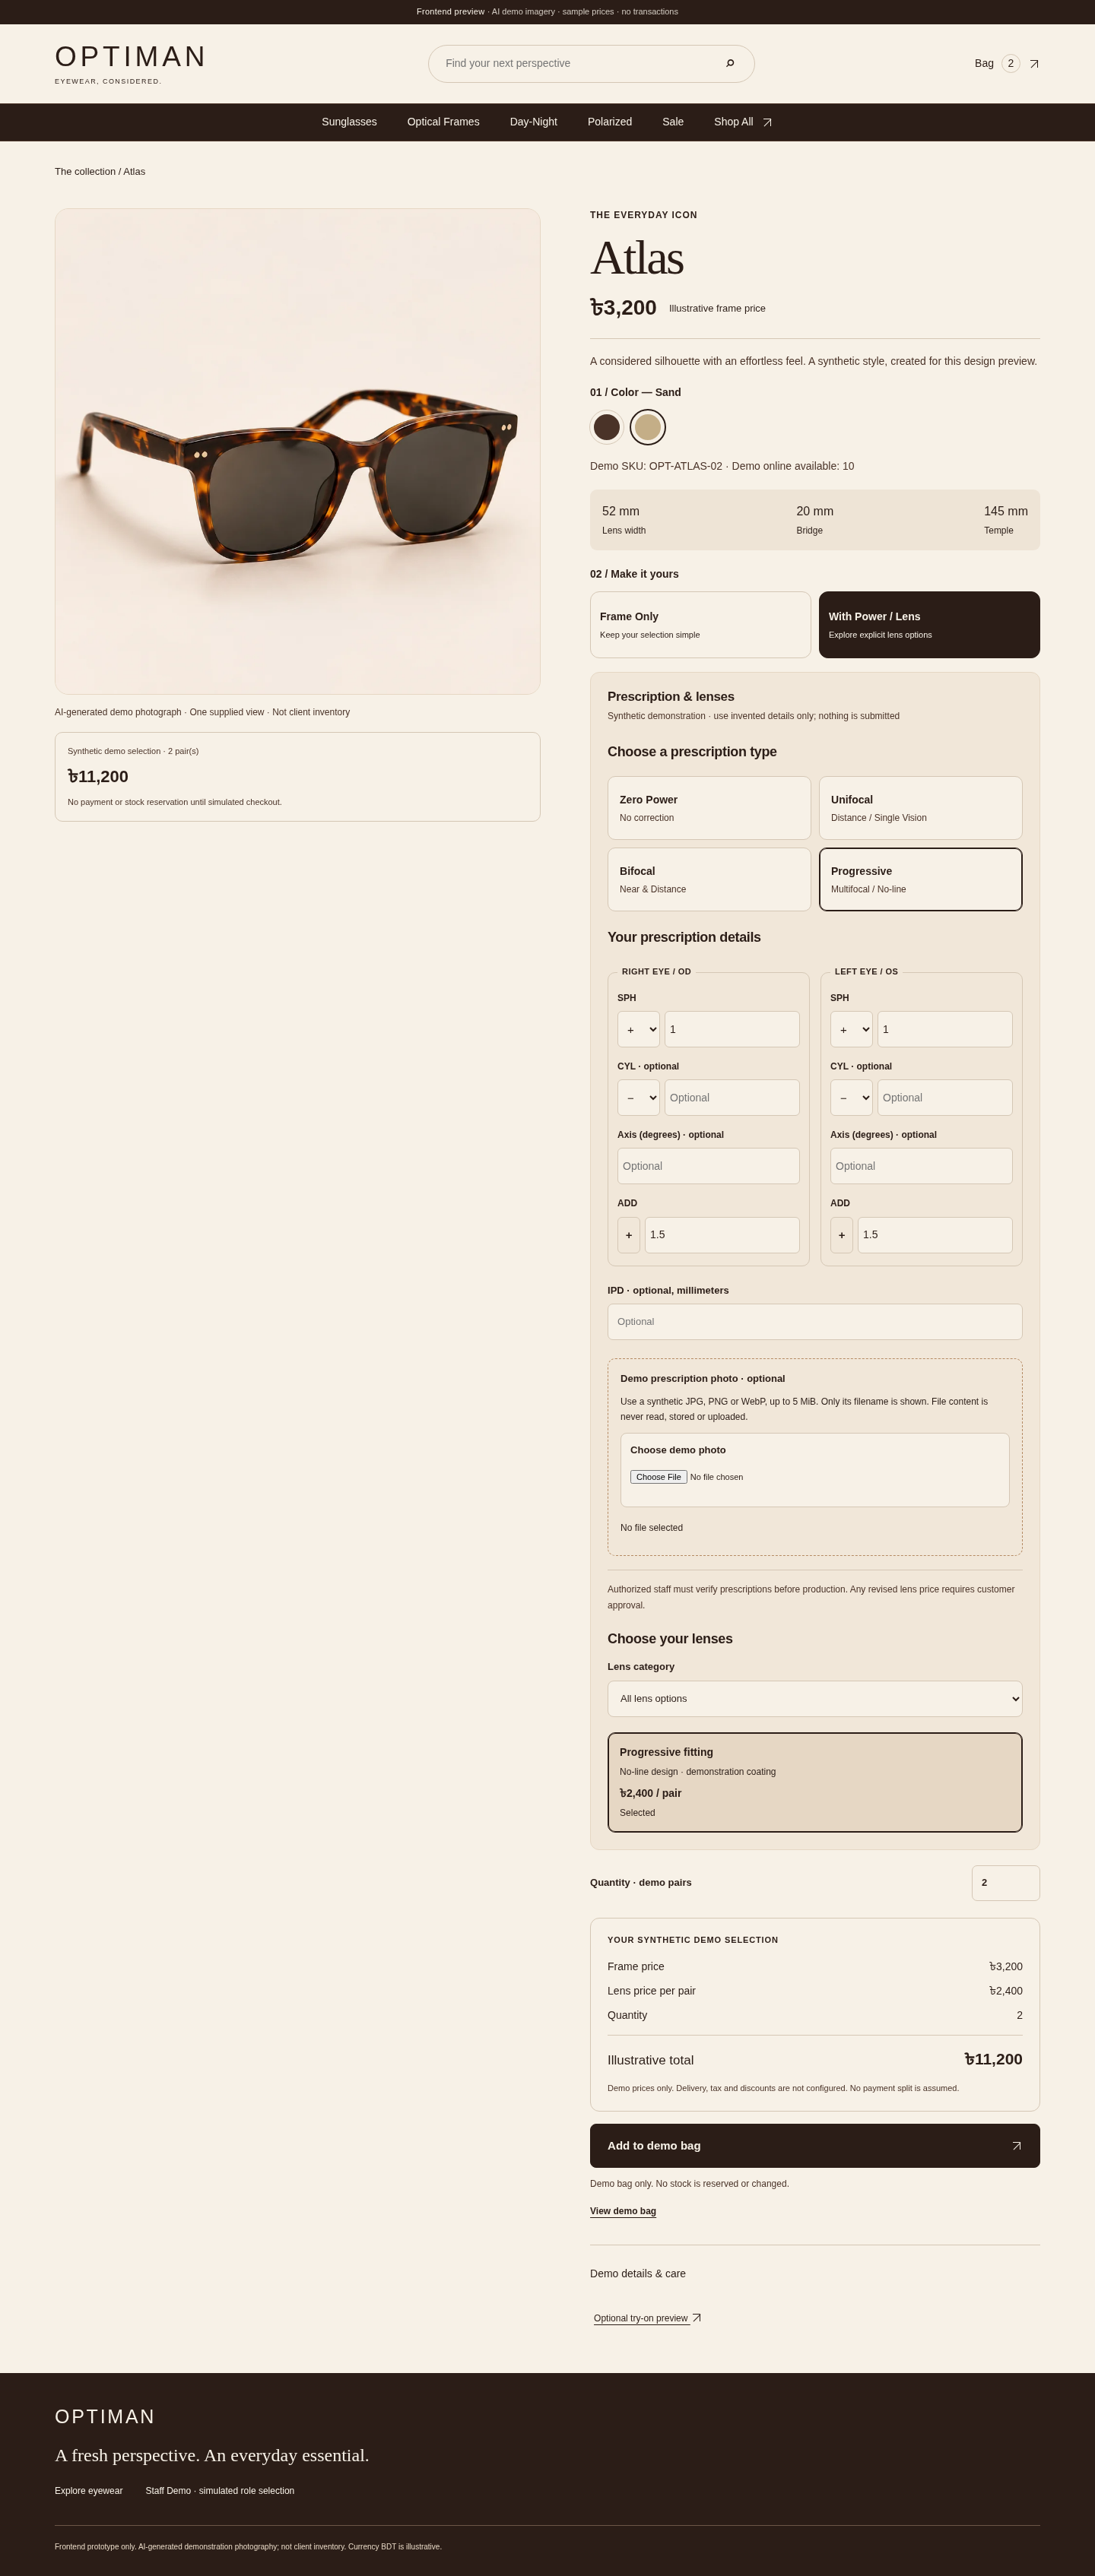 Frontend preview · AI demo imagery · sample prices · no transactions
OPTIMAN
EYEWEAR, CONSIDERED.
Find your next perspective
Bag 2
Sunglasses Optical Frames Day-Night Polarized Sale Shop All
The collection / Atlas
AI-generated demo photograph · One supplied view · Not client inventory
Synthetic demo selection · 2 pair(s)
৳11,200
No payment or stock reservation until simulated checkout.
THE EVERYDAY ICON
Atlas
৳3,200 Illustrative frame price
A considered silhouette with an effortless feel. A synthetic style, created for this design preview.
01 / Color — Sand
Demo SKU: OPT-ATLAS-02 · Demo online available: 10
52 mm 20 mm 145 mm
Lens width Bridge Temple
02 / Make it yours
Frame Only
Keep your selection simple
With Power / Lens
Explore explicit lens options
Prescription & lenses
Synthetic demonstration · use invented details only; nothing is submitted
Choose a prescription type
Zero Power
No correction
Unifocal
Distance / Single Vision
Bifocal
Near & Distance
Progressive
Multifocal / No-line
Your prescription details
RIGHT EYE / OD
SPH
+ 1
CYL · optional
− Optional
Axis (degrees) · optional
Optional
ADD
+ 1.5
LEFT EYE / OS
SPH
+ 1
CYL · optional
− Optional
Axis (degrees) · optional
Optional
ADD
+ 1.5
IPD · optional, millimeters
Optional
Demo prescription photo · optional
Use a synthetic JPG, PNG or WebP, up to 5 MiB. Only its filename is shown. File content is
never read, stored or uploaded.
Choose demo photo
Choose File No file chosen
No file selected
Authorized staff must verify prescriptions before production. Any revised lens price requires customer
approval.
Choose your lenses
Lens category
All lens options
Progressive fitting
No-line design · demonstration coating
৳2,400 / pair
Selected
Quantity · demo pairs 2
YOUR SYNTHETIC DEMO SELECTION
Frame price ৳3,200
Lens price per pair ৳2,400
Quantity 2
Illustrative total ৳11,200
Demo prices only. Delivery, tax and discounts are not configured. No payment split is assumed.
Add to demo bag
Demo bag only. No stock is reserved or changed.
View demo bag
Demo details & care
Optional try-on preview
OPTIMAN
A fresh perspective. An everyday essential.
Explore eyewear Staff Demo · simulated role selection
Frontend prototype only. AI-generated demonstration photography; not client inventory. Currency BDT is illustrative.